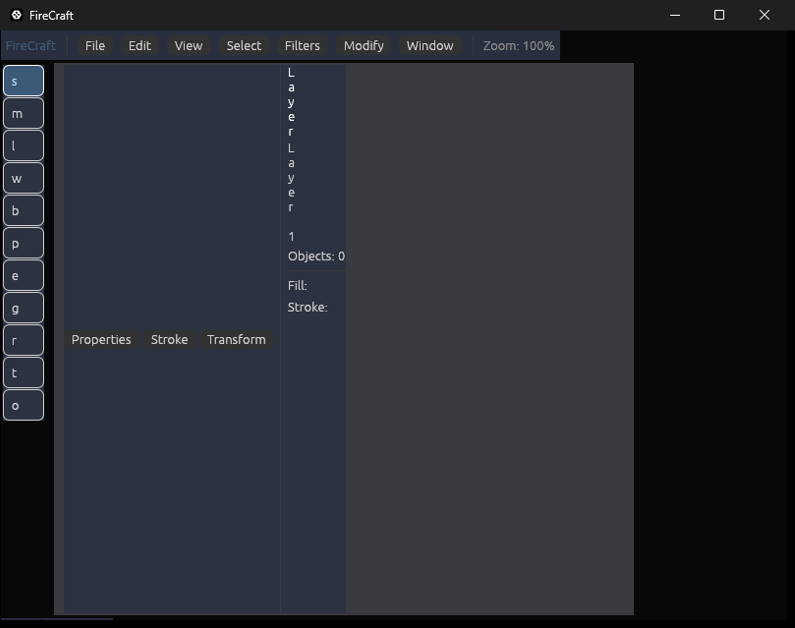 FireCraft
FireCraft File Edit View Select Filters Modify Window Zoom: 100%
s
m
l
w
b
p
e
g
r
t
o
Properties Stroke Transform
L
a
y
e
r
L
a
y
e
r
1
Objects: 0
Fill:
Stroke: